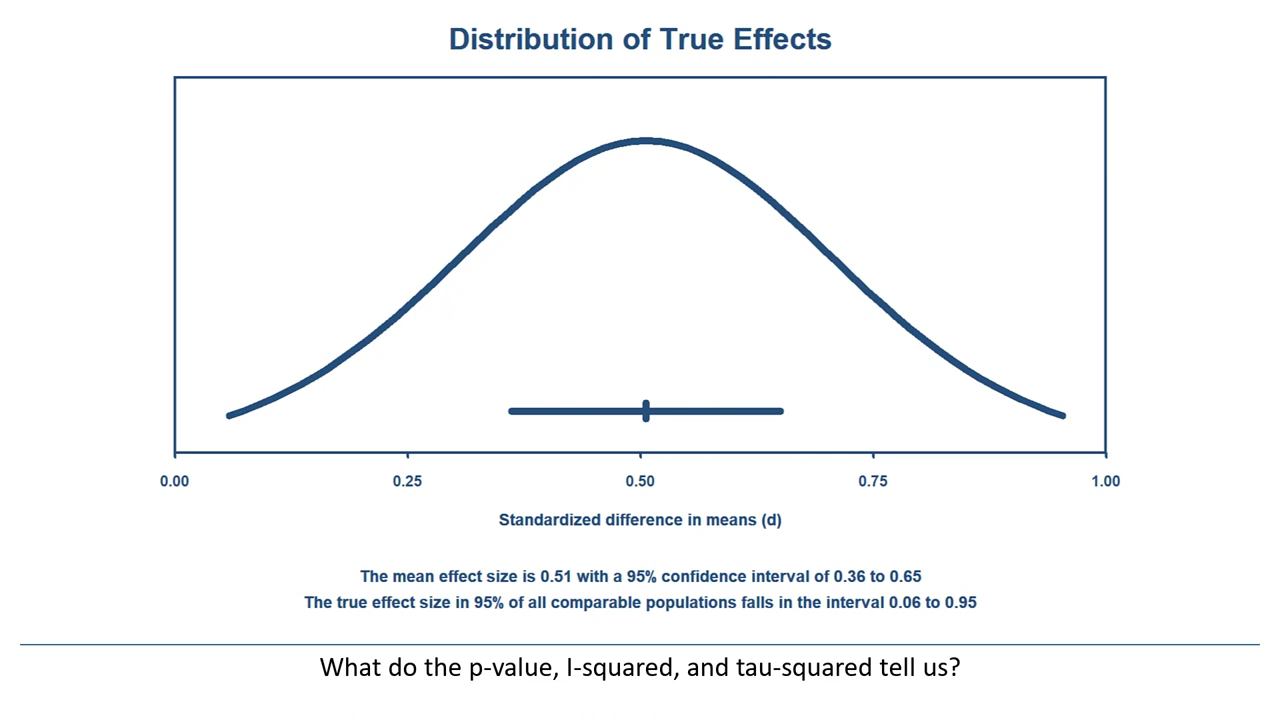 Distribution of True Effects
0.00 0.25 0.50 0.75 1.00
Standardized difference in means (d)
The mean effect size is 0.51 with a 95% confidence interval of 0.36 to 0.65
The true effect size in 95% of all comparable populations falls in the interval 0.06 to 0.95
What do the p-value, I-squared, and tau-squared tell us?